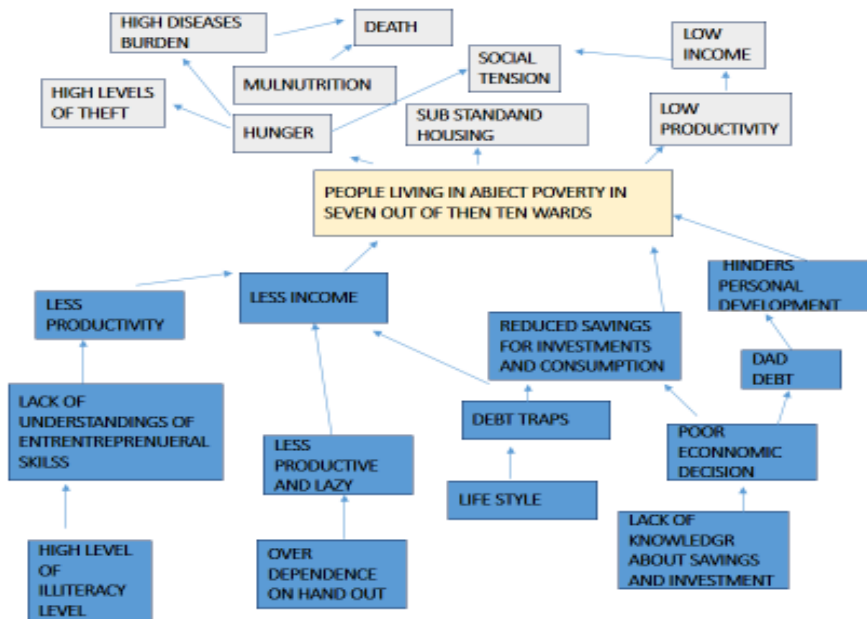 HIGH DISEASES
BURDEN
DEATH
LOW
INCOME
SOCIAL
TENSION
MULNUTRITION
HIGH LEVELS
OF THEFT
HUNGER
SUB STANDAND
HOUSING
LOW
PRODUCTIVITY
PEOPLE LIVING IN ABJECT POVERTY IN
SEVEN OUT OF THEN TEN WARDS
LESS
PRODUCTIVITY
LESS INCOME
HINDERS
PERSONAL
DEVELOPMENT
REDUCED SAVINGS
FOR INVESTMENTS
AND CONSUMPTION
DAD
DEBT
LACK OF
UNDERSTANDINGS OF
ENTRENTREPRENUERAL
SKILSS
LESS
PRODUCTIVE
AND LAZY
DEBT TRAPS
POOR
ECONNOMIC
DECISION
LIFE STYLE
HIGH LEVEL
OF
ILLITERACY
LEVEL
OVER
DEPENDENCE
ON HAND OUT
LACK OF
KNOWLEDGR
ABOUT SAVINGS
AND INVESTMENT